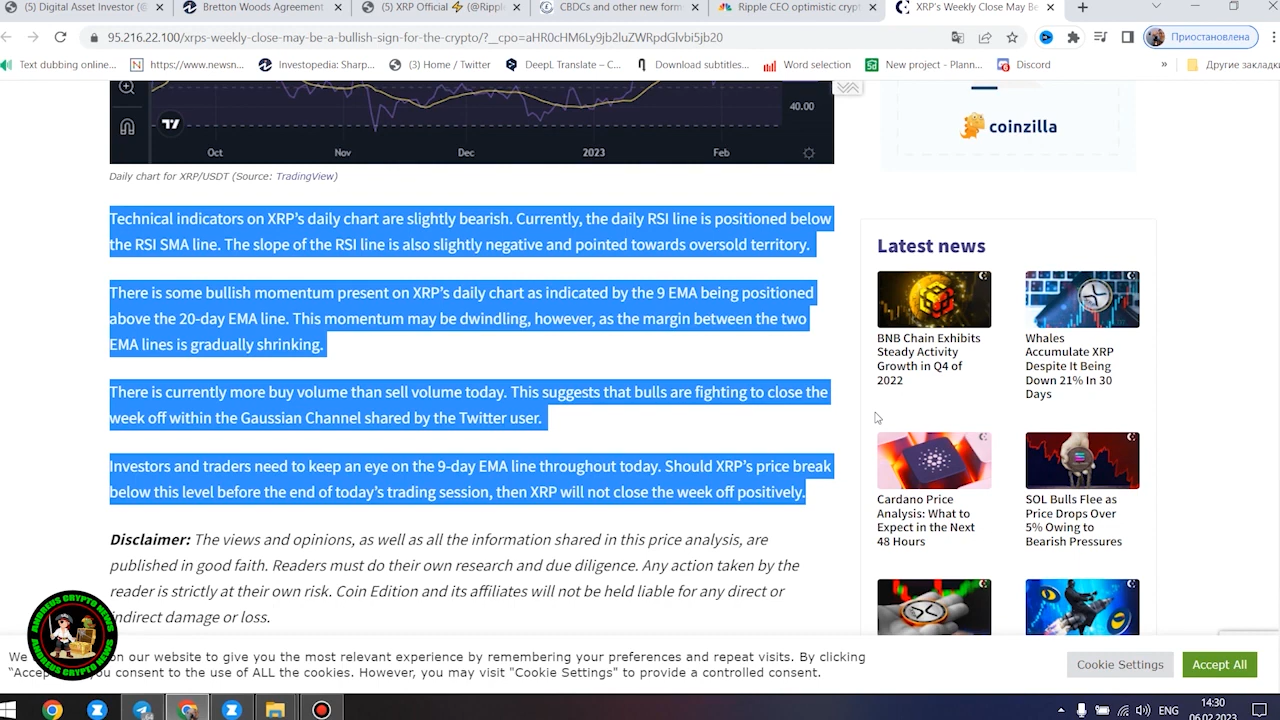 (5) Digital Asset Investor (@
Bretton Woods Agreement
(5) XRP Official ⚡ (@Ripple
CBDCs and other new form
Ripple CEO optimistic crypt
XRP's Weekly Close May Be
95.216.22.100/xrps-weekly-close-may-be-a-bullish-sign-for-the-crypto/?__cpo=aHR0cHM6Ly9jb2luZWRpdGlvbi5jb20
Приостановлена
Text dubbing online...
https://www.newsn...
Investopedia: Sharp...
(3) Home / Twitter
DeepL Translate – C...
Download subtitles...
Word selection
New project - Plann...
Discord
»
Другие закладки
40.00
Oct
Nov
Dec
2023
Feb
Daily chart for XRP/USDT (Source: TradingView)
Technical indicators on XRP's daily chart are slightly bearish. Currently, the daily RSI line is positioned below
the RSI SMA line. The slope of the RSI line is also slightly negative and pointed towards oversold territory.
There is some bullish momentum present on XRP's daily chart as indicated by the 9 EMA being positioned
above the 20-day EMA line. This momentum may be dwindling, however, as the margin between the two
EMA lines is gradually shrinking.
There is currently more buy volume than sell volume today. This suggests that bulls are fighting to close the
week off within the Gaussian Channel shared by the Twitter user.
Investors and traders need to keep an eye on the 9-day EMA line throughout today. Should XRP's price break
below this level before the end of today's trading session, then XRP will not close the week off positively.
Disclaimer: The views and opinions, as well as all the information shared in this price analysis, are
published in good faith. Readers must do their own research and due diligence. Any action taken by the
reader is strictly at their own risk. Coin Edition and its affiliates will not be held liable for any direct or
indirect damage or loss.
coinzilla
Latest news
BNB Chain Exhibits
Steady Activity
Growth in Q4 of
2022
Whales
Accumulate XRP
Despite It Being
Down 21% In 30
Days
Cardano Price
Analysis: What to
Expect in the Next
48 Hours
SOL Bulls Flee as
Price Drops Over
5% Owing to
Bearish Pressures
We on our website to give you the most relevant experience by remembering your preferences and repeat visits. By clicking
"Accep you consent to the use of ALL the cookies. However, you may visit "Cookie Settings" to provide a controlled consent.
Cookie Settings
Accept All
ANDREUS CRYPTO NEWS
ANDREUS CRYPTO NEWS
ENG
14:30
06.02.2023